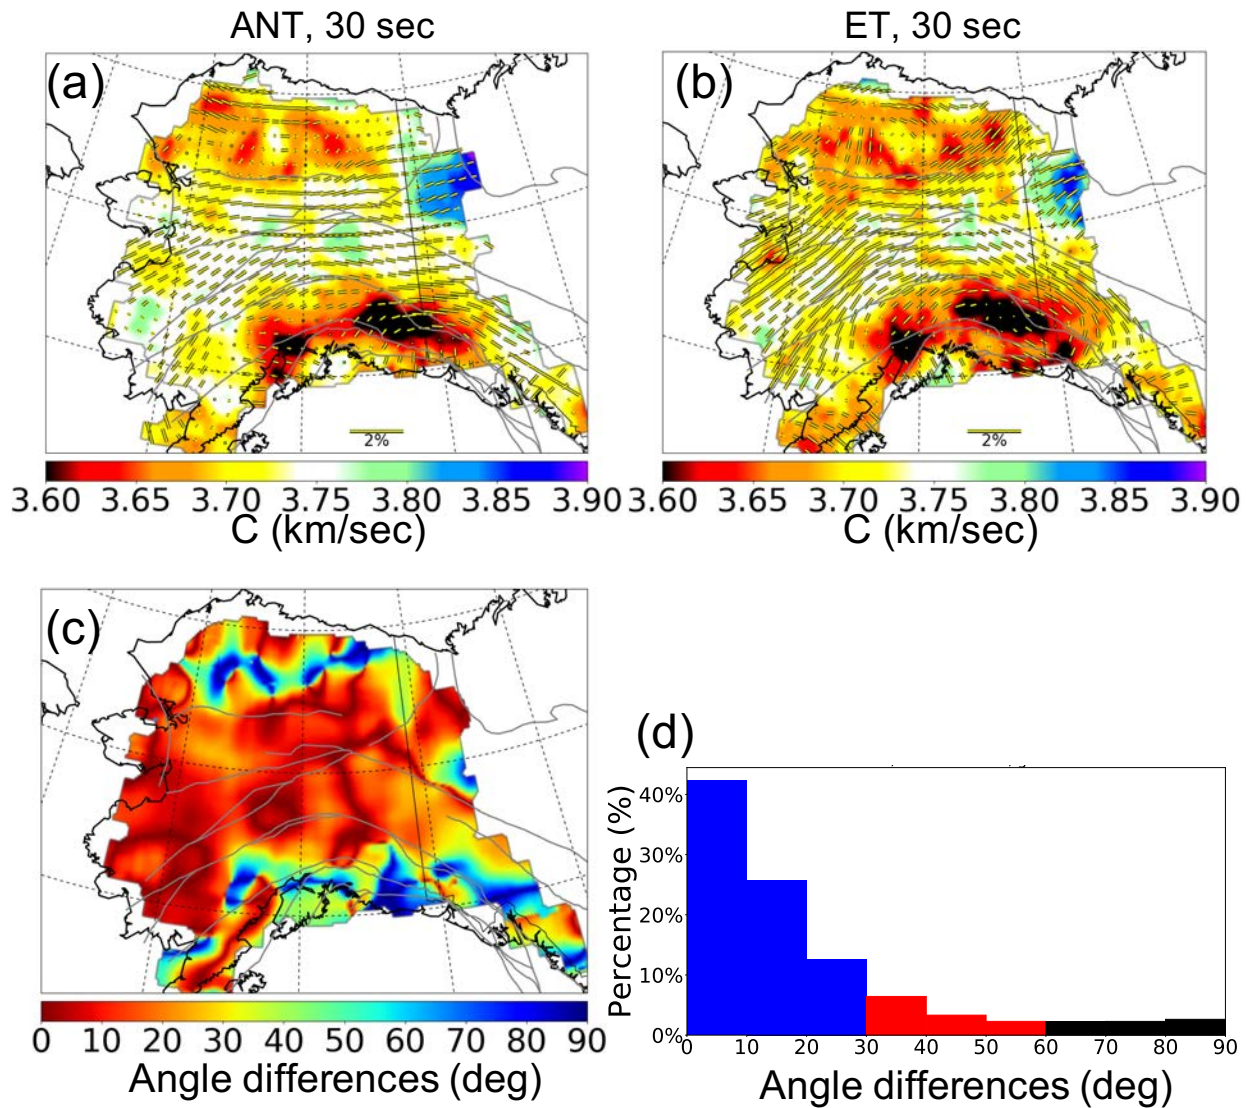 ANT, 30 sec
ET, 30 sec
(a)
(b)
2%
2%
3.60 3.65 3.70 3.75 3.80 3.85 3.90
3.60 3.65 3.70 3.75 3.80 3.85 3.90
C (km/sec)
C (km/sec)
(c)
(d)
0 10 20 30 40 50 60 70 80 90
Angle differences (deg)
Percentage (%)
40%
30%
20%
10%
0%
0 10 20 30 40 50 60 70 80 90
Angle differences (deg)